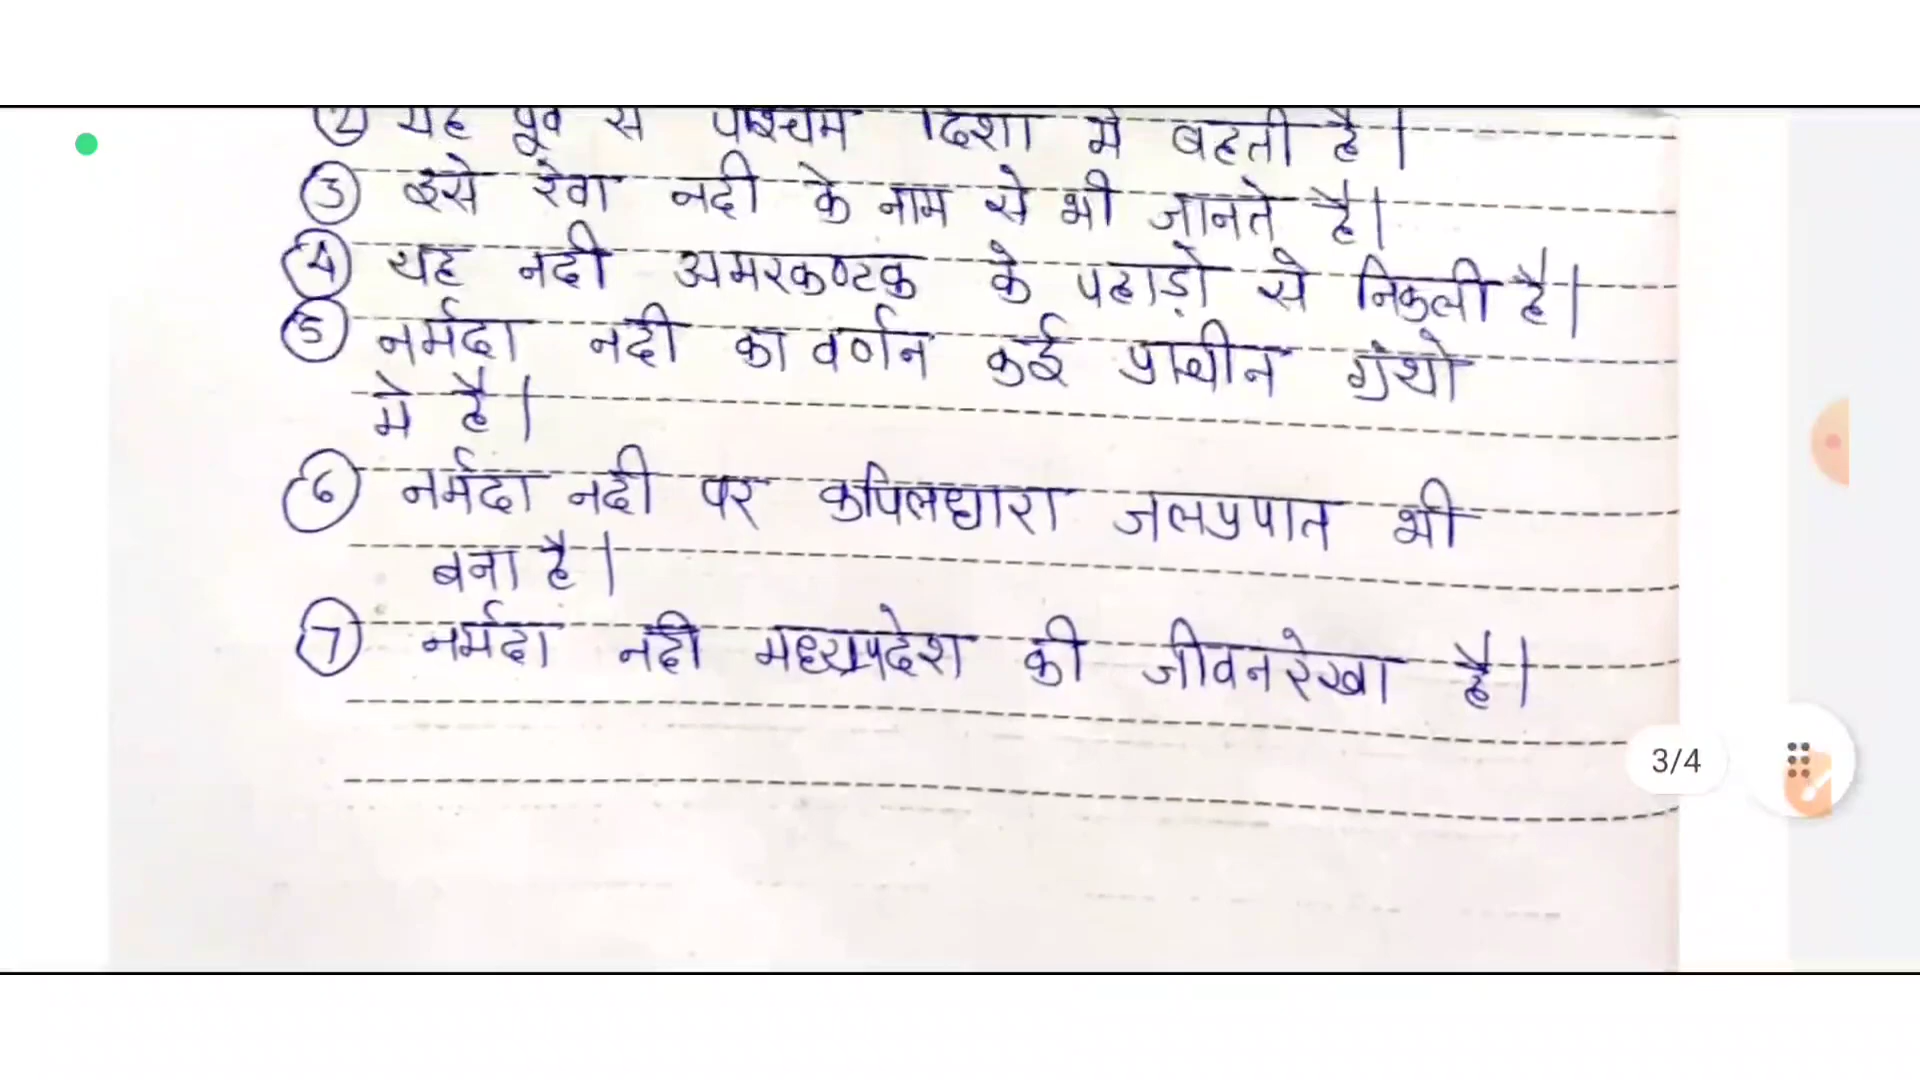 ② यह पूर्व से पश्चिम दिशा मे बहती है।
③ इसे रेवा नदी के नाम से भी जानते है।
④ यह नदी अमरकण्टक के पहाड़ो से निकली है।
⑤ नर्मदा नदी का वर्णन कई प्राचीन ग्रंथो
मे है।
⑥ नर्मदा नदी पर कपिलधारा जलप्रपात भी
बना है।
⑦ नर्मदा नदी मध्यप्रदेश की जीवनरेखा है।
3/4